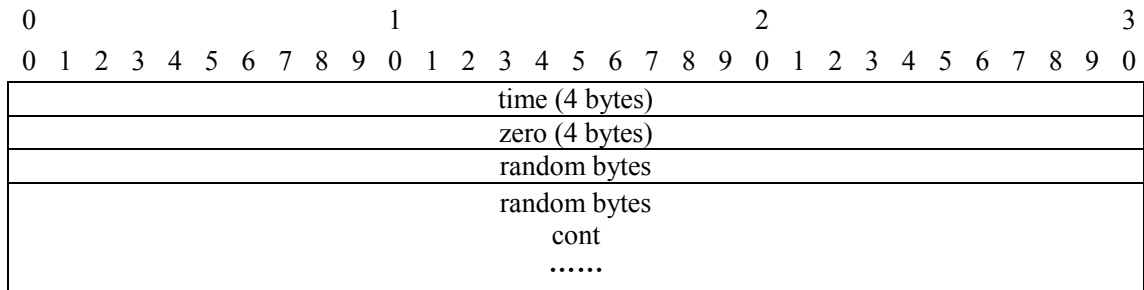 0 1 2 3
0 1 2 3 4 5 6 7 8 9 0 1 2 3 4 5 6 7 8 9 0 1 2 3 4 5 6 7 8 9 0
time (4 bytes)
zero (4 bytes)
random bytes
random bytes
cont
......